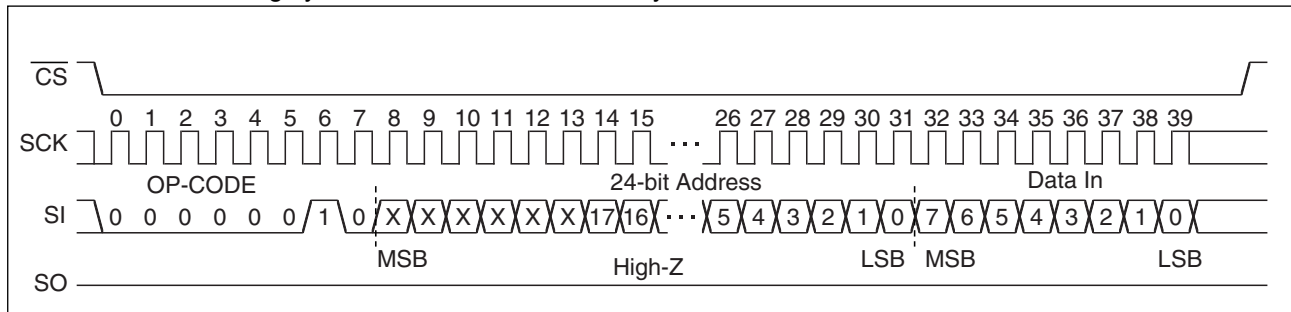 CS
0 1 2 3 4 5 6 7 8 9 10 11 12 13 14 15 26 27 28 29 30 31 32 33 34 35 36 37 38 39
SCK ...
OP-CODE 24-bit Address Data In
SI 0 0 0 0 0 0 1 0 X X X X X X 17 16 ... 5 4 3 2 1 0 7 6 5 4 3 2 1 0
MSB High-Z LSB MSB LSB
SO